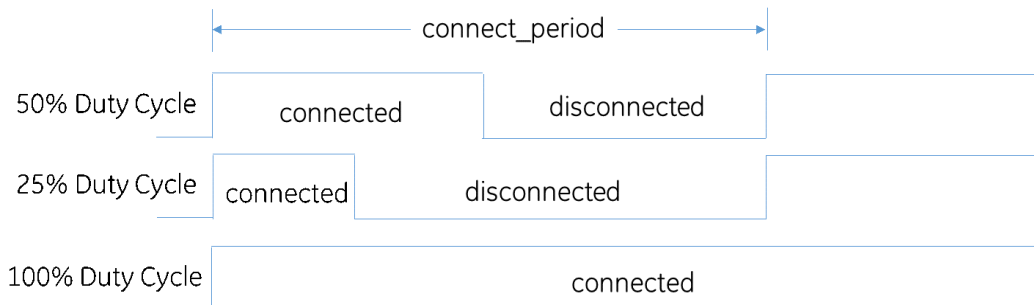 connect_period
50% Duty Cycle
connected
disconnected
25% Duty Cycle
connected
disconnected
100% Duty Cycle
connected